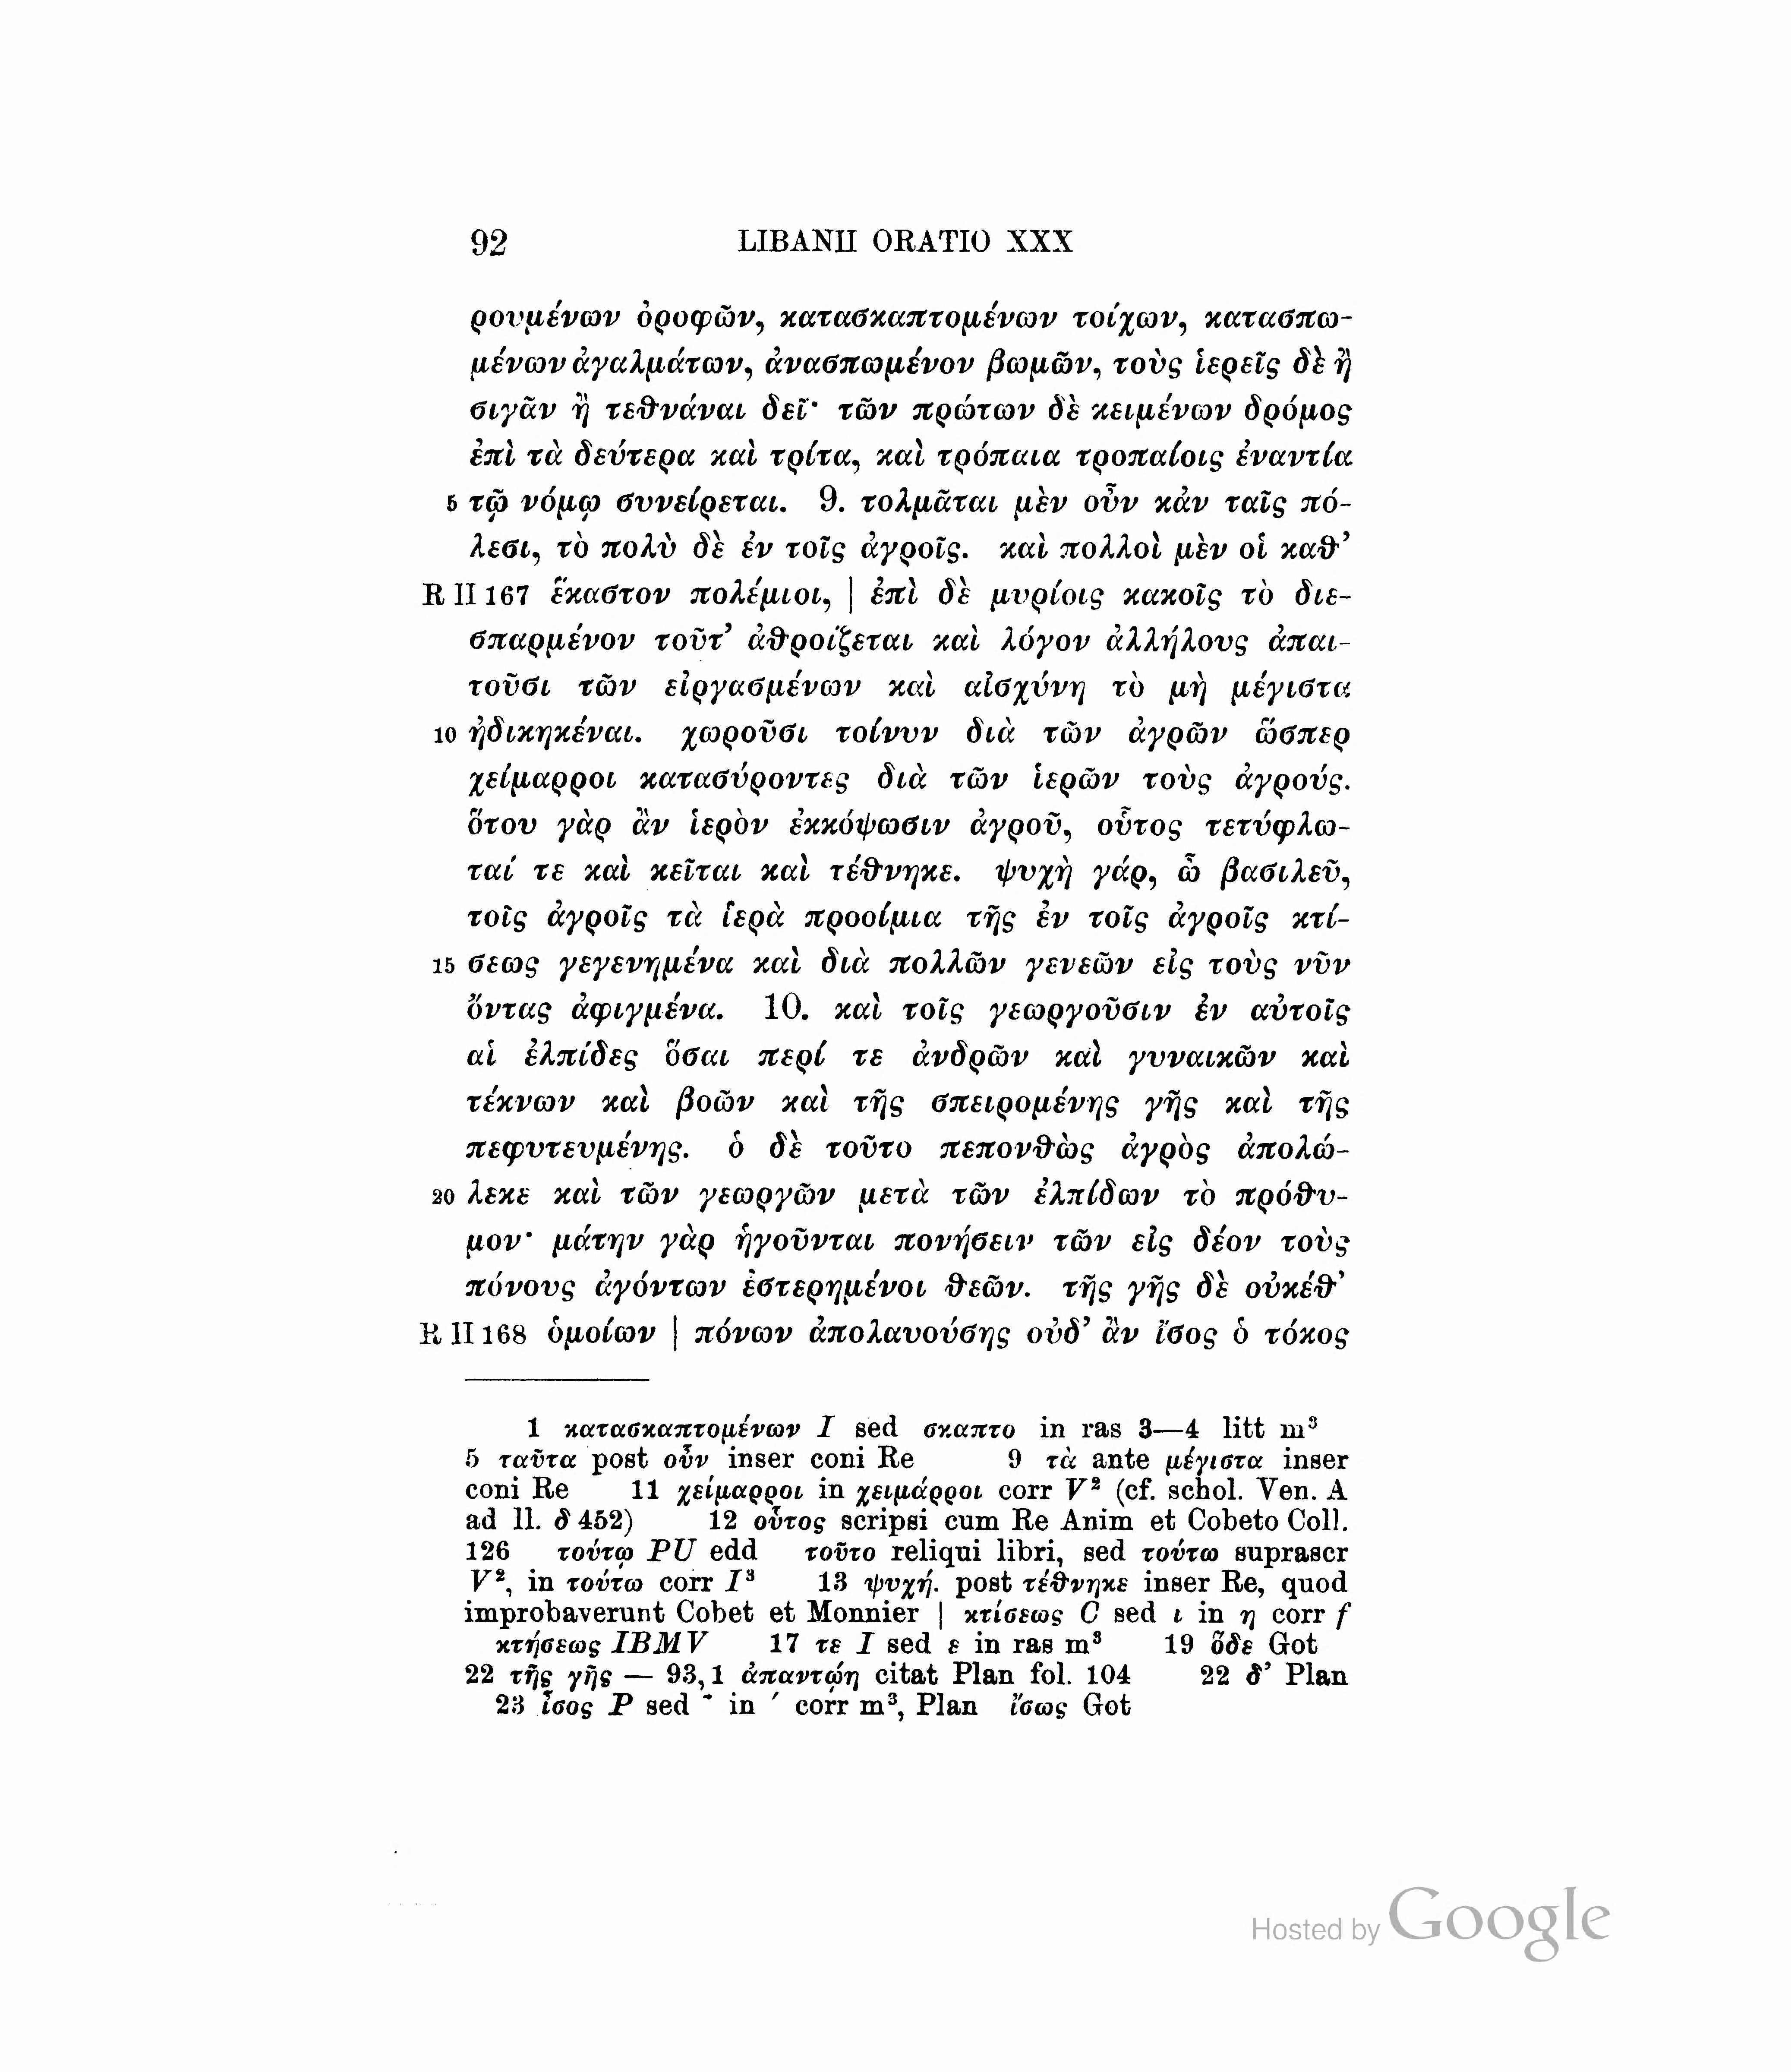 92 LIBANII ORATIO XXX
ρουμένων ὀροφῶν, κατασκαπτομένων τοίχων, κατασπω-
μένων ἀγαλμάτων, ἀνασπωμένον βωμῶν, τοὺς ἱερεῖς δὲ ἢ
σιγᾶν ἢ τεθνάναι δεῖ· τῶν πρώτων δὲ κειμένων δρόμος
ἐπὶ τὰ δεύτερα καὶ τρίτα, καὶ τρόπαια τροπαίοις ἐναντία
5 τῷ νόμῳ συνείρεται. 9. τολμᾶται μὲν οὖν κἀν ταῖς πό-
λεσι, τὸ πολὺ δὲ ἐν τοῖς ἀγροῖς. καὶ πολλοὶ μὲν οἱ καθ’
R II 167 ἕκαστον πολέμιοι, | ἐπὶ δὲ μυρίοις κακοῖς τὸ διε-
σπαρμένον τοῦτ’ ἀθροίζεται καὶ λόγον ἀλλήλους ἀπαι-
τοῦσι τῶν εἰργασμένων καὶ αἰσχύνη τὸ μὴ μέγιστα
10 ἠδικηκέναι. χωροῦσι τοίνυν διὰ τῶν ἀγρῶν ὥσπερ
χείμαρροι κατασύροντες διὰ τῶν ἱερῶν τοὺς ἀγρούς.
ὅτου γὰρ ἂν ἱερὸν ἐκκόψωσιν ἀγροῦ, οὗτος τετύφλω-
ταί τε καὶ κεῖται καὶ τέθνηκε. ψυχὴ γάρ, ὦ βασιλεῦ,
τοῖς ἀγροῖς τὰ ἱερὰ προοίμια τῆς ἐν τοῖς ἀγροῖς κτί-
15 σεως γεγενημένα καὶ διὰ πολλῶν γενεῶν εἰς τοὺς νῦν
ὄντας ἀφιγμένα. 10. καὶ τοῖς γεωργοῦσιν ἐν αὐτοῖς
αἱ ἐλπίδες ὅσαι περί τε ἀνδρῶν καὶ γυναικῶν καὶ
τέκνων καὶ βοῶν καὶ τῆς σπειρομένης γῆς καὶ τῆς
πεφυτευμένης. ὁ δὲ τοῦτο πεπονθὼς ἀγρὸς ἀπολώ-
20 λεκε καὶ τῶν γεωργῶν μετὰ τῶν ἐλπίδων τὸ πρόθυ-
μον· μάτην γὰρ ἡγοῦνται πονήσειν τῶν εἰς δέον τοὺς
πόνους ἀγόντων ἐστερημένοι θεῶν. τῆς γῆς δὲ οὐκέθ’
R II 168 ὁμοίων | πόνων ἀπολαυούσης οὐδ’ ἂν ἴσος ὁ τόκος
1 κατασκαπτομένων I sed σκαπτο in ras 3—4 litt m³
5 ταῦτα post οὖν inser coni Re 9 τὰ ante μέγιστα inser
coni Re 11 χείμαρροι in χειμάρροι corr V² (cf. schol. Ven. A
ad Il. δ 452) 12 οὗτος scripsi cum Re Anim et Cobeto Coll.
126 τούτῳ PU edd τοῦτο reliqui libri, sed τούτω suprascr
V², in τούτω corr I³ 13 ψυχή. post τέθνηκε inser Re, quod
improbaverunt Cobet et Monnier | κτίσεως C sed ι in η corr f
κτήσεως IBMV 17 τε I sed ε in ras m³ 19 ὅδε Got
22 τῆς γῆς — 93,1 ἀπαντῴη citat Plan fol. 104 22 δ’ Plan
23 ἶσος P sed ῀ in ´ corr m³, Plan ἴσως Got
Hosted by Google